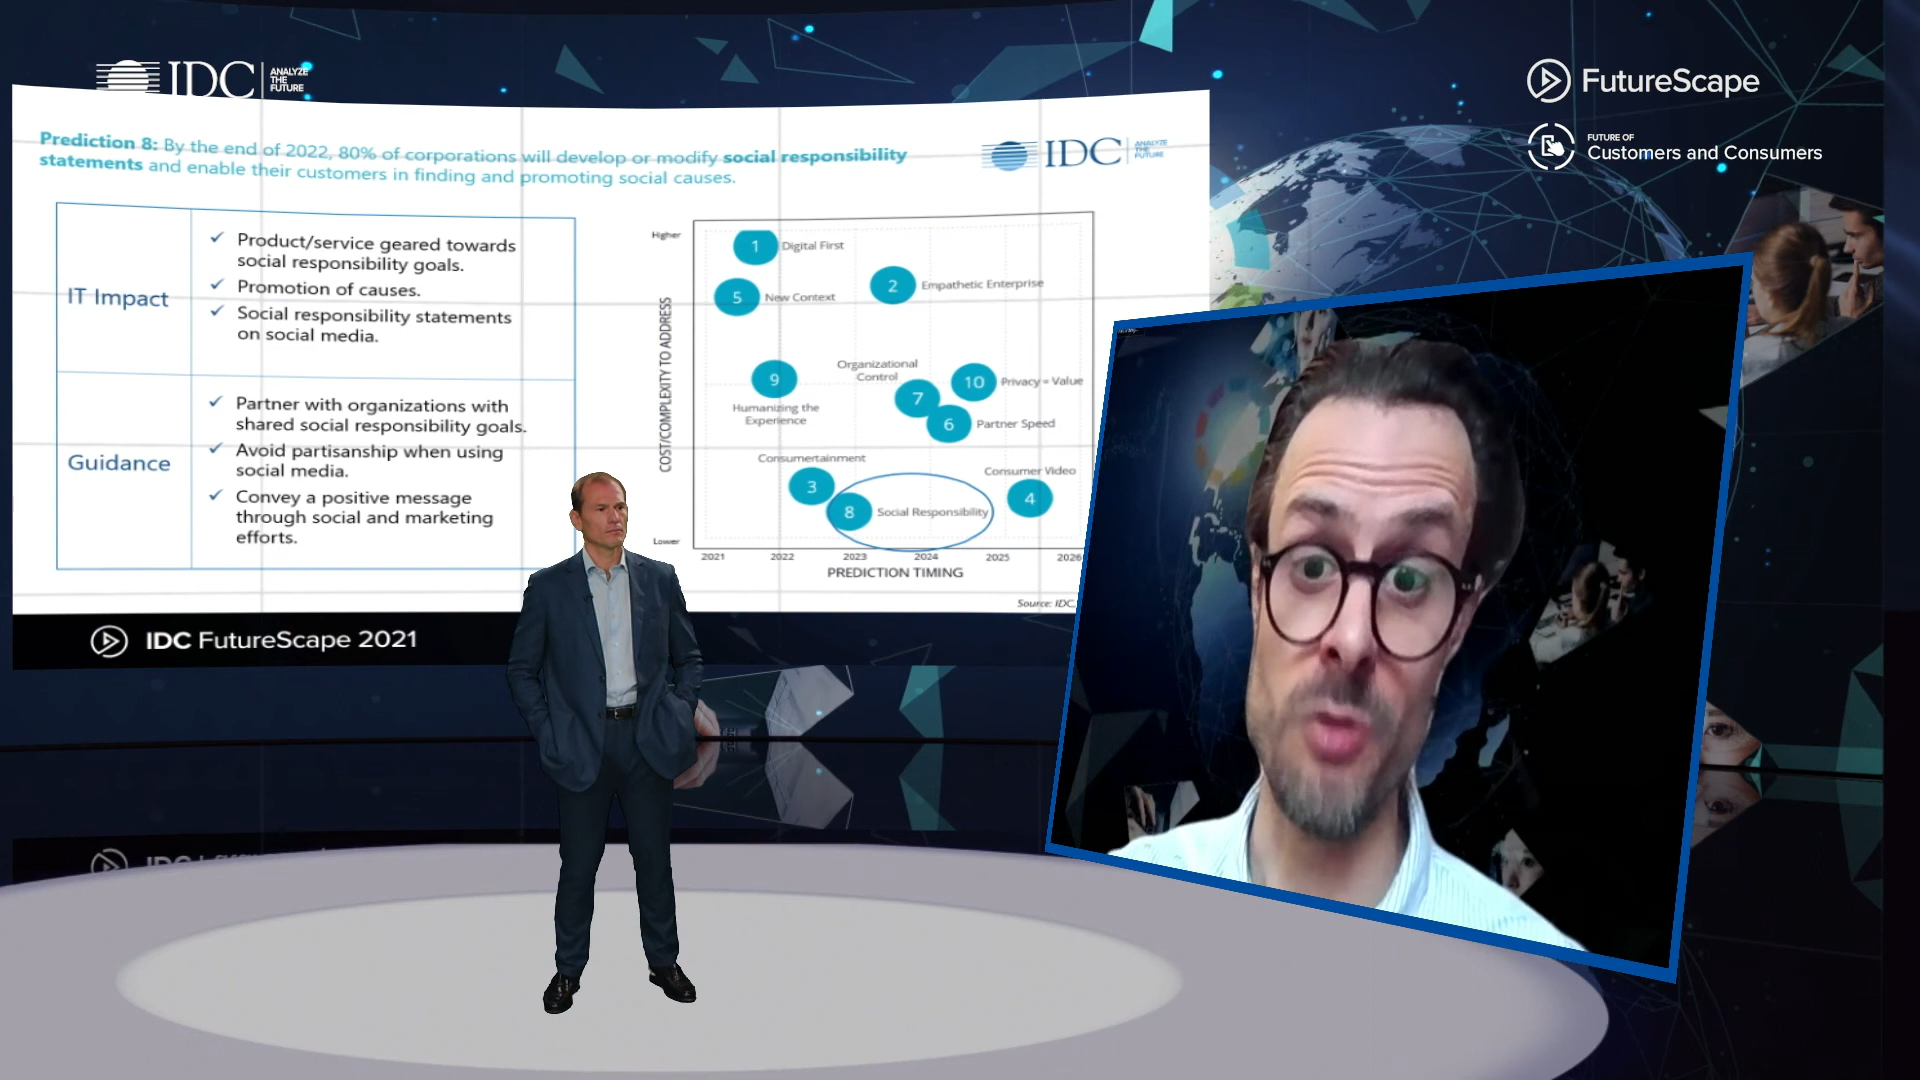 IDC ANALYZE THE FUTURE
FutureScape
FUTURE OF
Customers and Consumers
Prediction 8: By the end of 2022, 80% of corporations will develop or modify social responsibility
statements and enable their customers in finding and promoting social causes.
IDC ANALYZE THE FUTURE
IT Impact
✓ Product/service geared towards
social responsibility goals.
✓ Promotion of causes.
✓ Social responsibility statements
on social media.
Guidance
✓ Partner with organizations with
shared social responsibility goals.
✓ Avoid partisanship when using
social media.
✓ Convey a positive message
through social and marketing
efforts.
COST/COMPLEXITY TO ADDRESS
Higher
1 Digital First
2 Empathetic Enterprise
5 New Context
Organizational
Control
9
10 Privacy = Value
7
Humanizing the
Experience
6 Partner Speed
Consumertainment
Consumer Video
3
4
8 Social Responsibility
Lower
2021 2022 2023 2024 2025 2026
PREDICTION TIMING
Source: IDC,
IDC FutureScape 2021